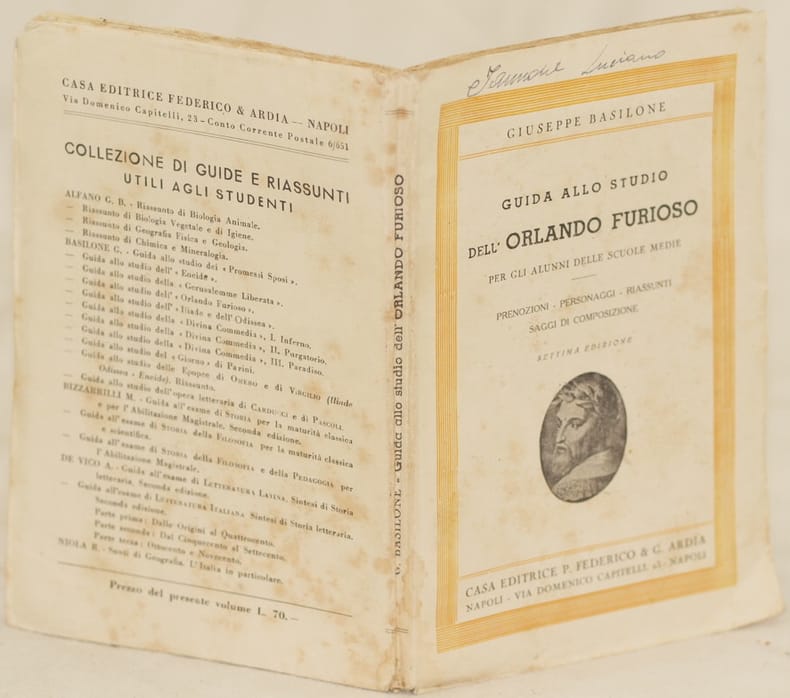 CASA EDITRICE FEDERICO & ARDIA — NAPOLI
Via Domenico Capitelli, 23 - Conto Corrente Postale 6/651
COLLEZIONE DI GUIDE E RIASSUNTI
UTILI AGLI STUDENTI
ALFANO G. B. - Riassunto di Biologia Animale.
— Riassunto di Biologia Vegetale e di Igiene.
— Riassunto di Geografia Fisica e Geologia.
— Riassunto di Chimica e Mineralogia.
BASILONE G. - Guida allo studio dei « Promessi Sposi ».
— Guida allo studio dell' « Eneide ».
— Guida allo studio della « Gerusalemme Liberata ».
— Guida allo studio dell' « Orlando Furioso ».
— Guida allo studio dell' « Iliade e dell'Odissea ».
— Guida allo studio della « Divina Commedia », I. Inferno.
— Guida allo studio della « Divina Commedia », II. Purgatorio.
— Guida allo studio della « Divina Commedia », III. Paradiso.
— Guida allo studio del « Giorno » di Parini.
— Guida allo studio delle Epopee di OMERO e di VIRGILIO (Iliade
Odissea - Eneide). Riassunto.
— Guida allo studio dell'opera letteraria di CARDUCCI e di PASCOLI.
BIZZARRILLI M. - Guida all'esame di STORIA per la maturità classica
e per l'Abilitazione Magistrale. Seconda edizione.
— Guida all'esame di STORIA della FILOSOFIA per la maturità classica
e scientifica.
— Guida all'esame di STORIA della FILOSOFIA e della PEDAGOGIA per
l'Abilitazione Magistrale.
DE VICO A. - Guida all'esame di LETTERATURA LATINA. Sintesi di Storia
letteraria. Seconda edizione.
— Guida all'esame di LETTERATURA ITALIANA Sintesi di Storia letteraria.
Seconda edizione.
Parte prima: Dalle Origini al Quattrocento.
Parte seconda: Dal Cinquecento al Settecento.
Parte terza: Ottocento e Novecento.
NIOLA R. - Sunti di Geografia. L'Italia in particolare.
Prezzo del presente volume L. 70.—
G. BASILONE - Guida allo studio dell'ORLANDO FURIOSO
Iannone Luciano
GIUSEPPE BASILONE
GUIDA ALLO STUDIO
DELL' ORLANDO FURIOSO
PER GLI ALUNNI DELLE SCUOLE MEDIE
PRENOZIONI - PERSONAGGI - RIASSUNTI
SAGGI DI COMPOSIZIONE
SETTIMA EDIZIONE
CASA EDITRICE P. FEDERICO & G. ARDIA
NAPOLI - VIA DOMENICO CAPITELLI, 23 - NAPOLI